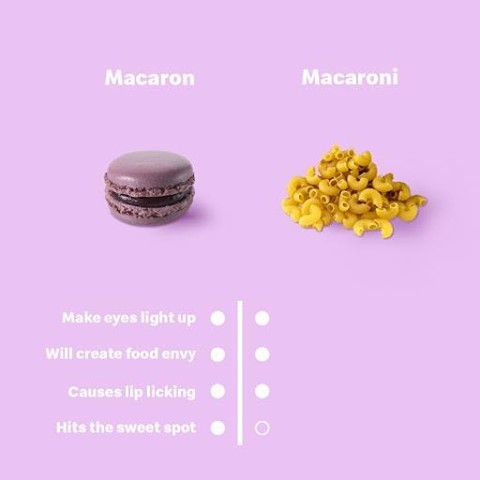 Macaron
Macaroni
Make eyes light up
Will create food envy
Causes lip licking
Hits the sweet spot